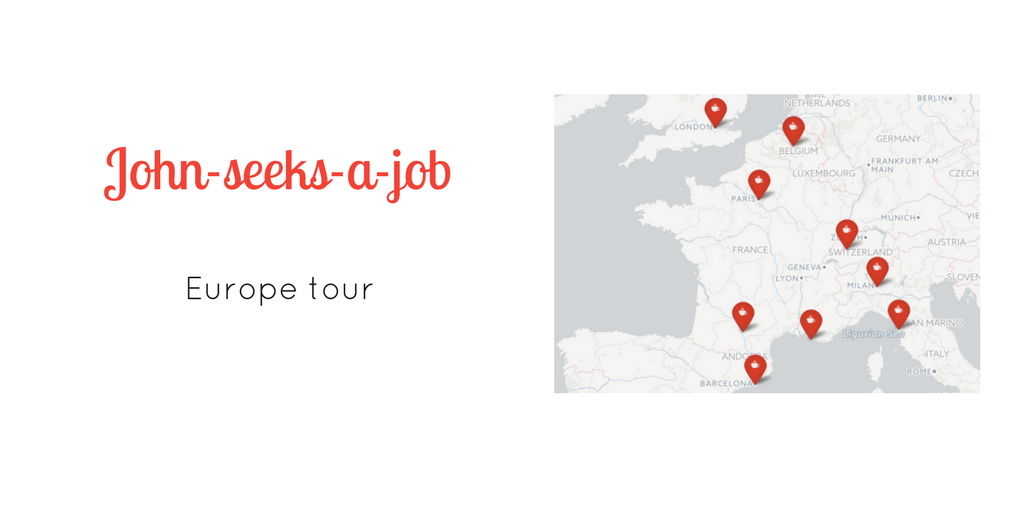 John-seeks-a-job
Europe tour
NETHERLANDS
BERLIN
LONDON
BELGIUM
GERMANY
FRANKFURT AM
MAIN
LUXEMBOURG
CZECH
PARIS
MUNICH
VIE
FRANCE
SWITZERLAND
AUSTRIA
GENEVA
LYON
SLOVEN
MILAN
AN MARINO
Ligurian Sea
ANDORRA
ITALY
ROME
BARCELONA